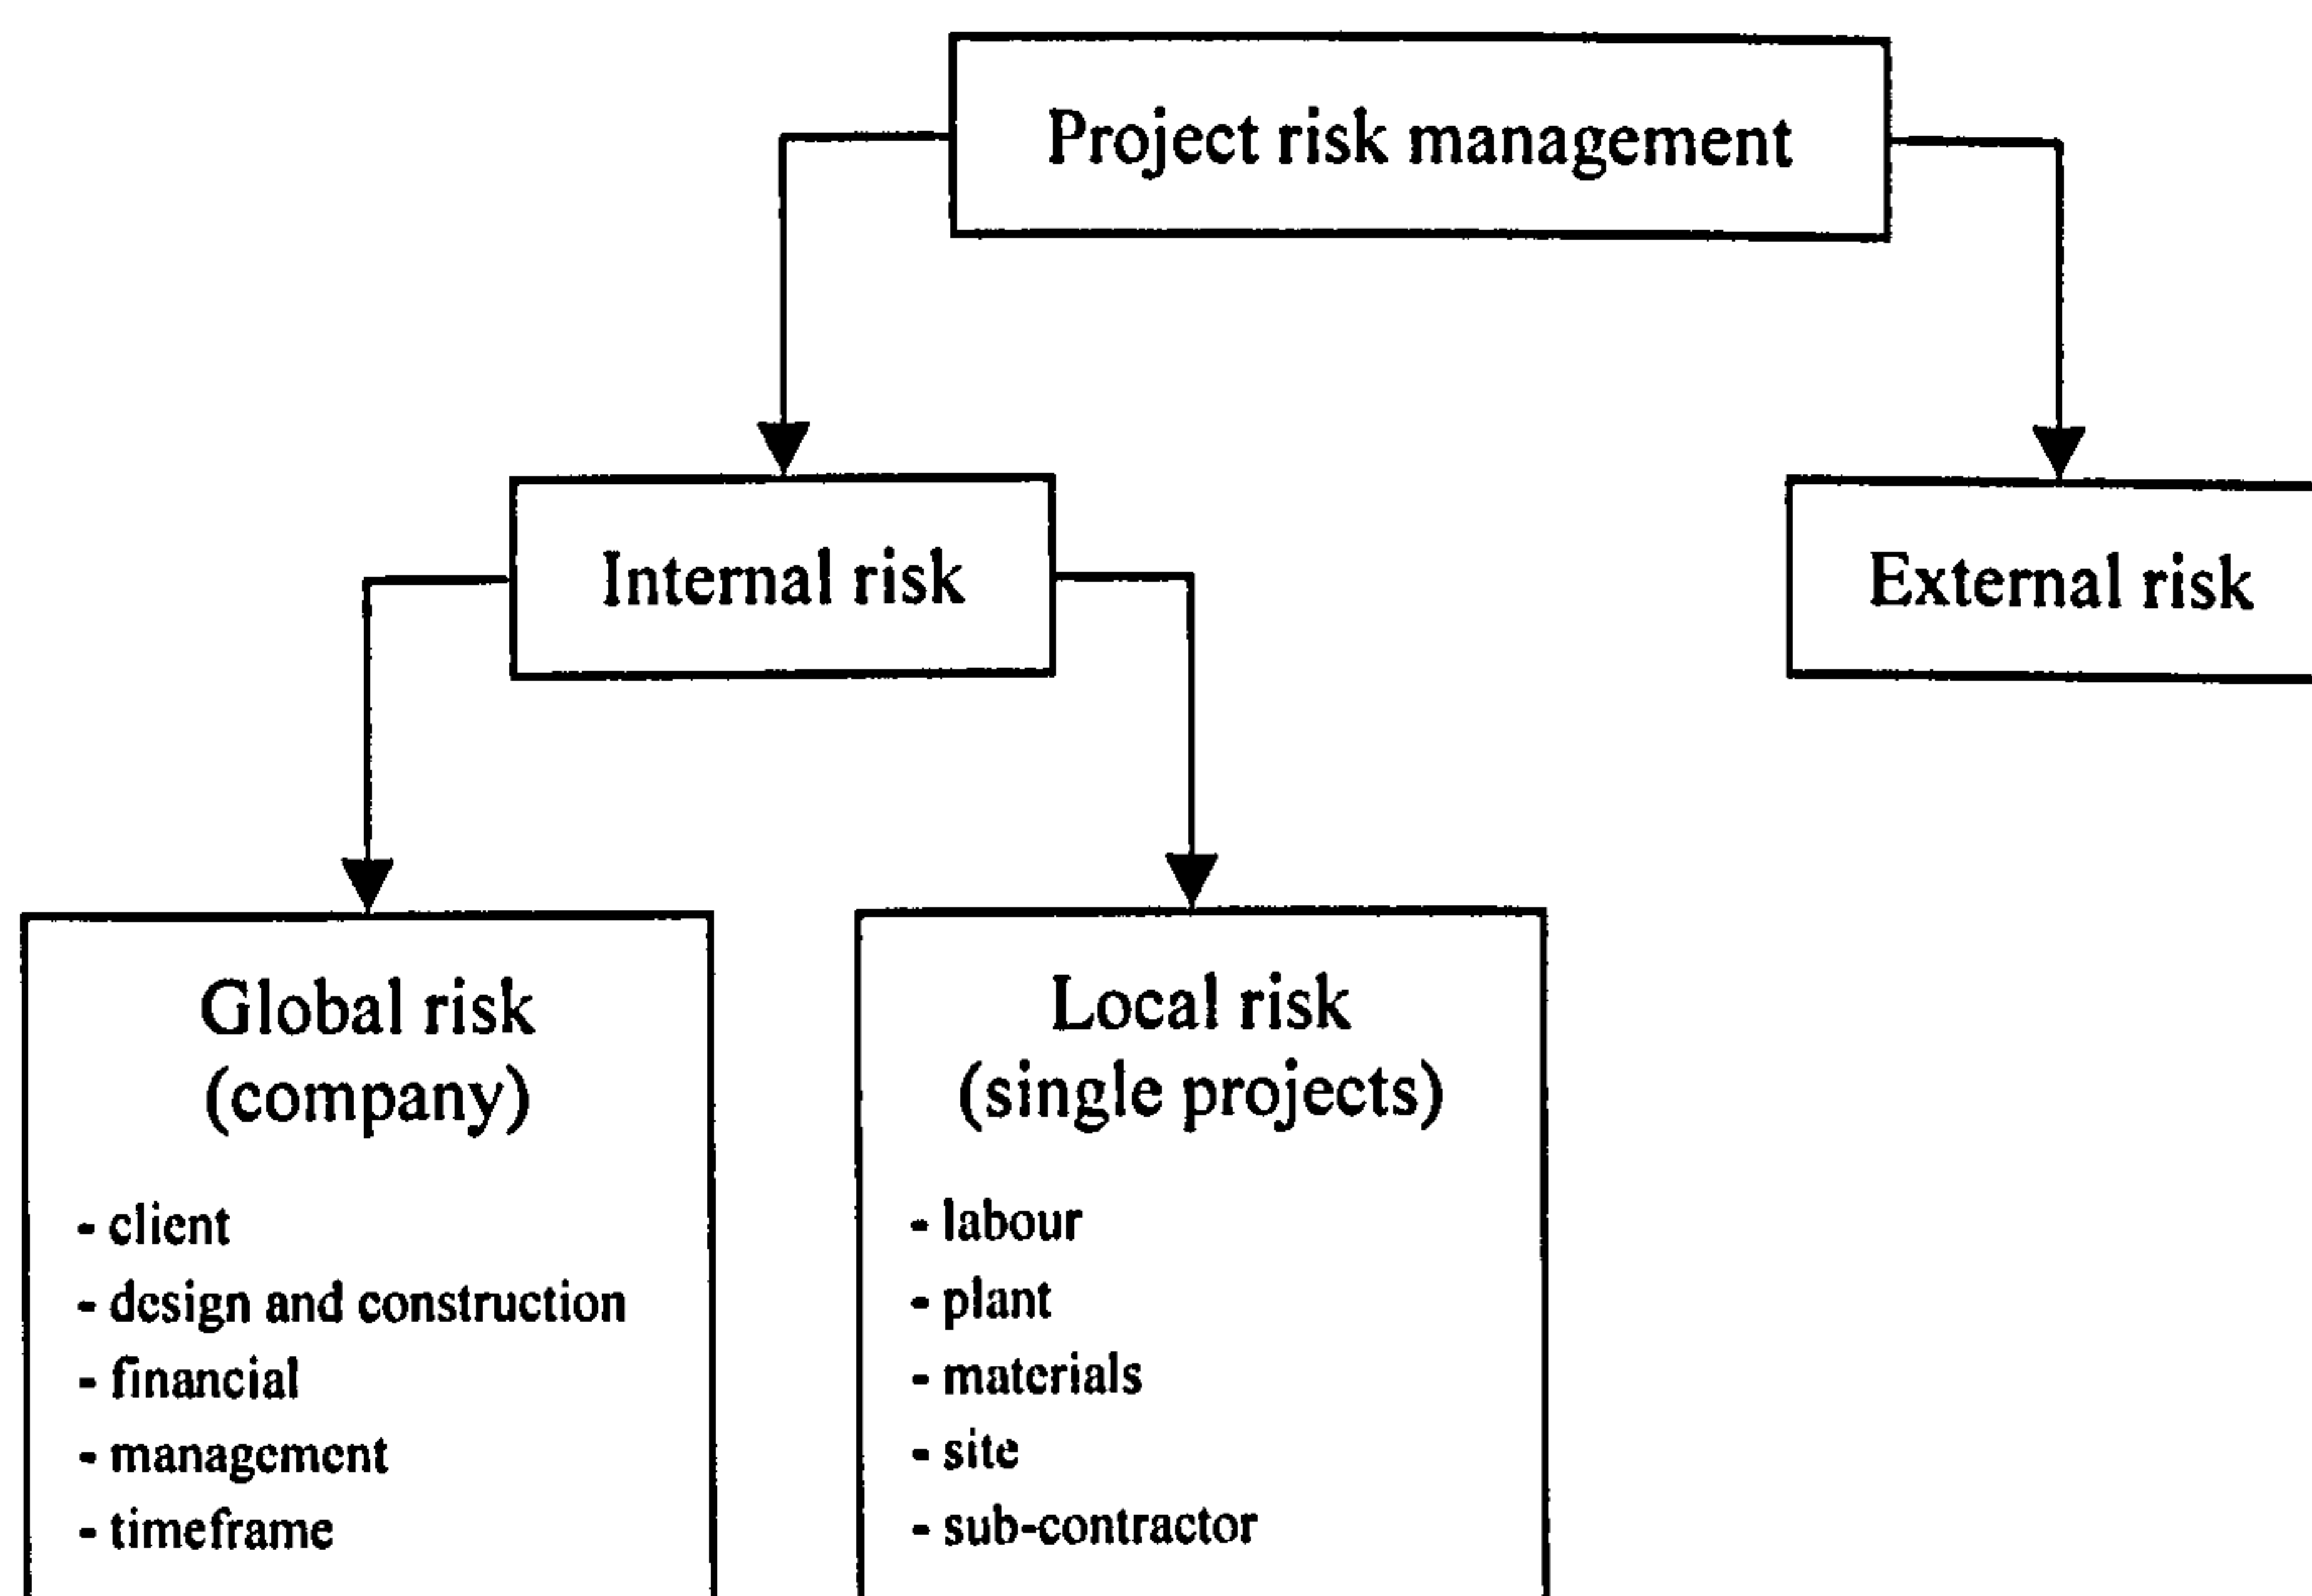 Project risk management
Internal risk
External risk
Global risk
(company)
- client
- design and construction
- financial
- management
- timeframe
Local risk
(single projects)
- labour
- plant
- materials
- site
- sub-contractor